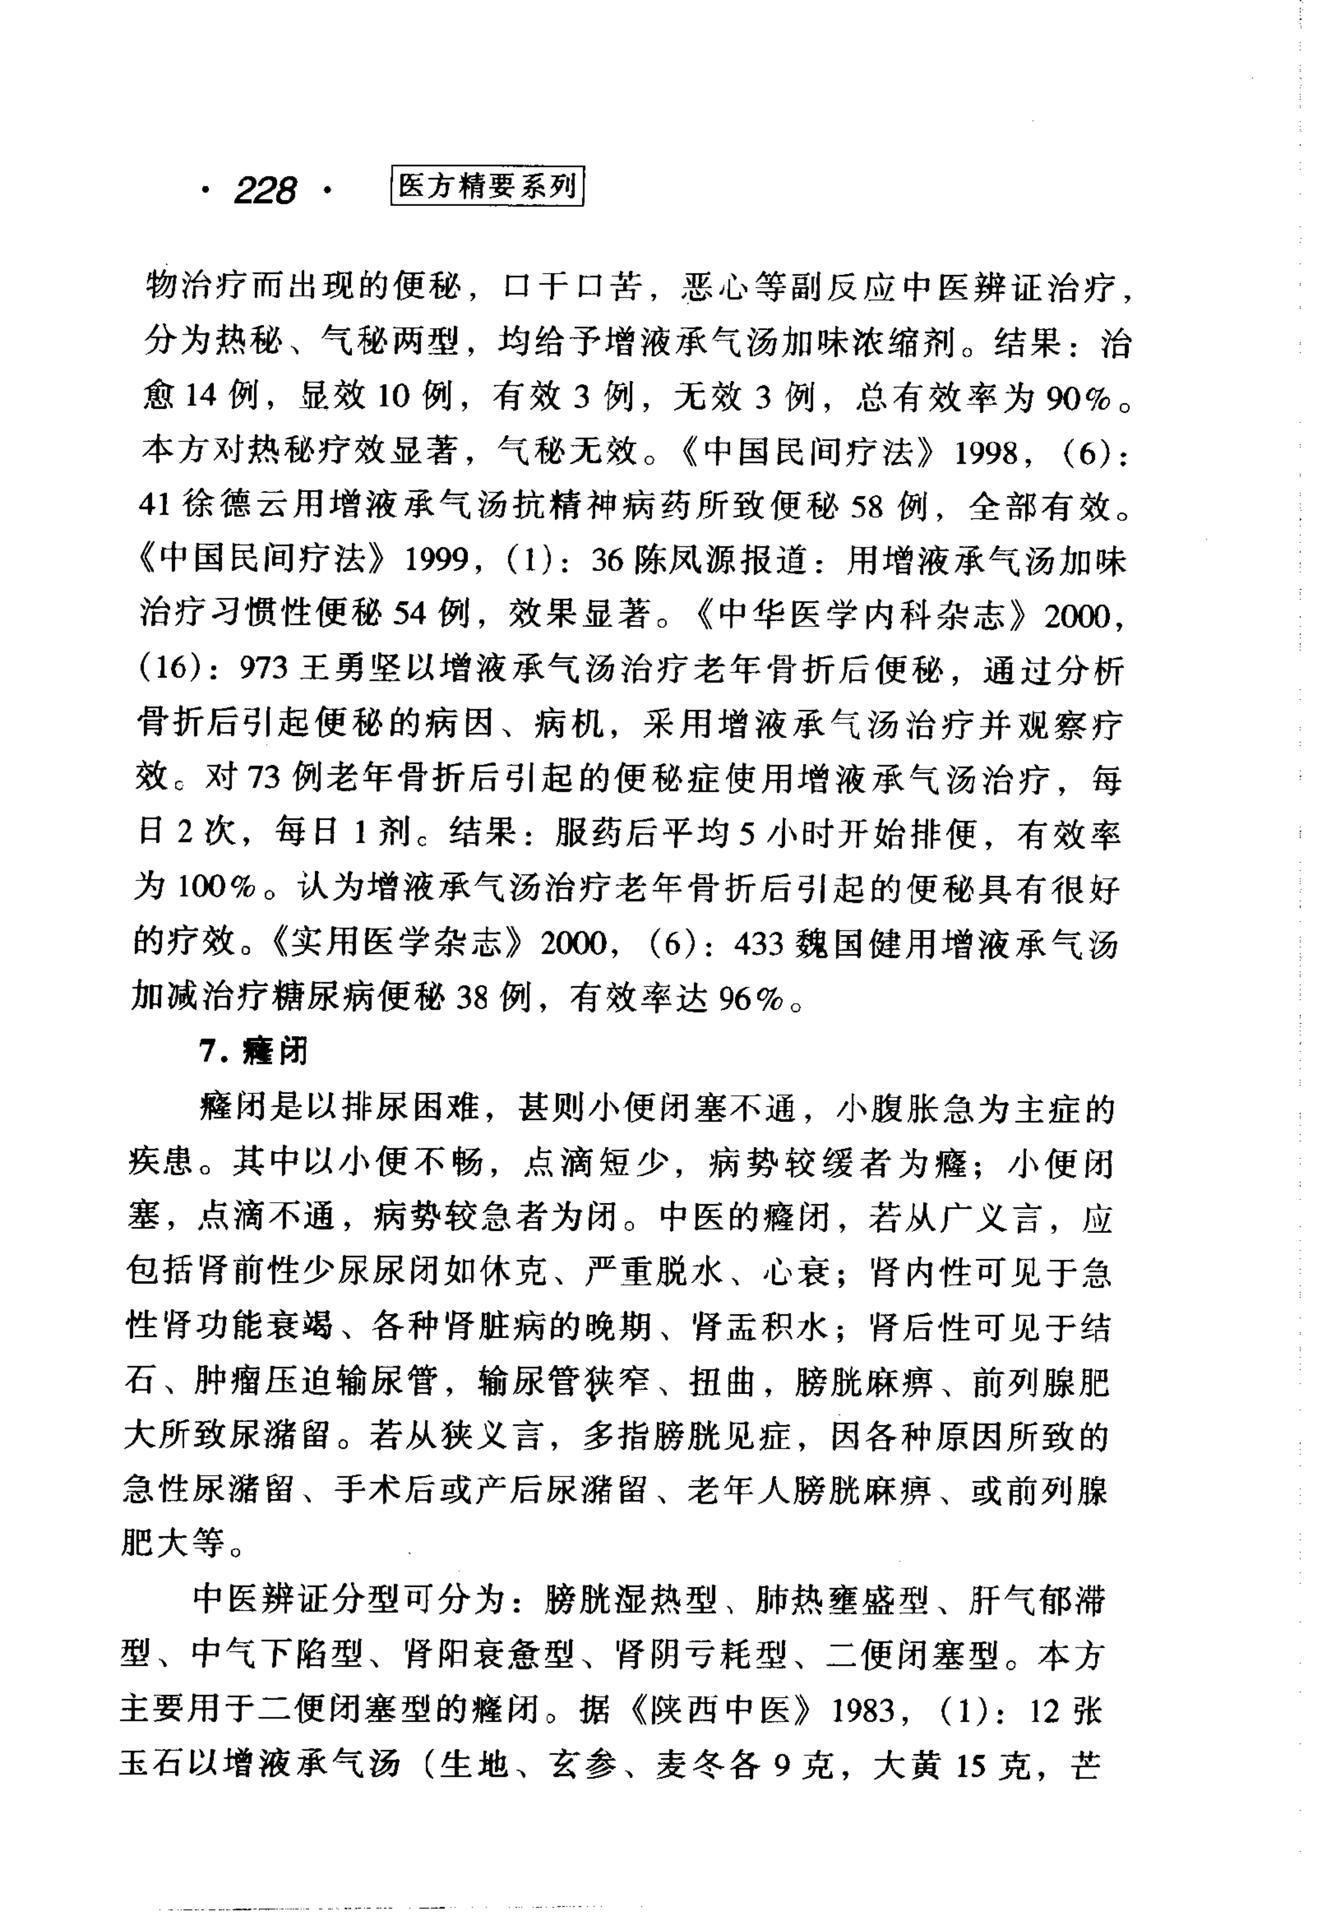 · 228 · 医方精要系列
物治疗而出现的便秘，口干口苦，恶心等副反应中医辨证治疗，
分为热秘、气秘两型，均给予增液承气汤加味浓缩剂。结果：治
愈 14 例，显效 10 例，有效 3 例，无效 3 例，总有效率为 90%。
本方对热秘疗效显著，气秘无效。《中国民间疗法》1998，(6)：
41 徐德云用增液承气汤抗精神病药所致便秘 58 例，全部有效。
《中国民间疗法》1999，(1)：36 陈凤源报道：用增液承气汤加味
治疗习惯性便秘 54 例，效果显著。《中华医学内科杂志》2000，
(16)：973 王勇坚以增液承气汤治疗老年骨折后便秘，通过分析
骨折后引起便秘的病因、病机，采用增液承气汤治疗并观察疗
效。对 73 例老年骨折后引起的便秘症使用增液承气汤治疗，每
日 2 次，每日 1 剂。结果：服药后平均 5 小时开始排便，有效率
为 100%。认为增液承气汤治疗老年骨折后引起的便秘具有很好
的疗效。《实用医学杂志》2000，(6)：433 魏国健用增液承气汤
加减治疗糖尿病便秘 38 例，有效率达 96%。
7. 癃闭
癃闭是以排尿困难，甚则小便闭塞不通，小腹胀急为主症的
疾患。其中以小便不畅，点滴短少，病势较缓者为癃；小便闭
塞，点滴不通，病势较急者为闭。中医的癃闭，若从广义言，应
包括肾前性少尿尿闭如休克、严重脱水、心衰；肾内性可见于急
性肾功能衰竭、各种肾脏病的晚期、肾盂积水；肾后性可见于结
石、肿瘤压迫输尿管，输尿管狭窄、扭曲，膀胱麻痹、前列腺肥
大所致尿潴留。若从狭义言，多指膀胱见症，因各种原因所致的
急性尿潴留、手术后或产后尿潴留、老年人膀胱麻痹、或前列腺
肥大等。
中医辨证分型可分为：膀胱湿热型、肺热壅盛型、肝气郁滞
型、中气下陷型、肾阳衰惫型、肾阴亏耗型、二便闭塞型。本方
主要用于二便闭塞型的癃闭。据《陕西中医》1983，(1)：12 张
玉石以增液承气汤（生地、玄参、麦冬各 9 克，大黄 15 克，芒